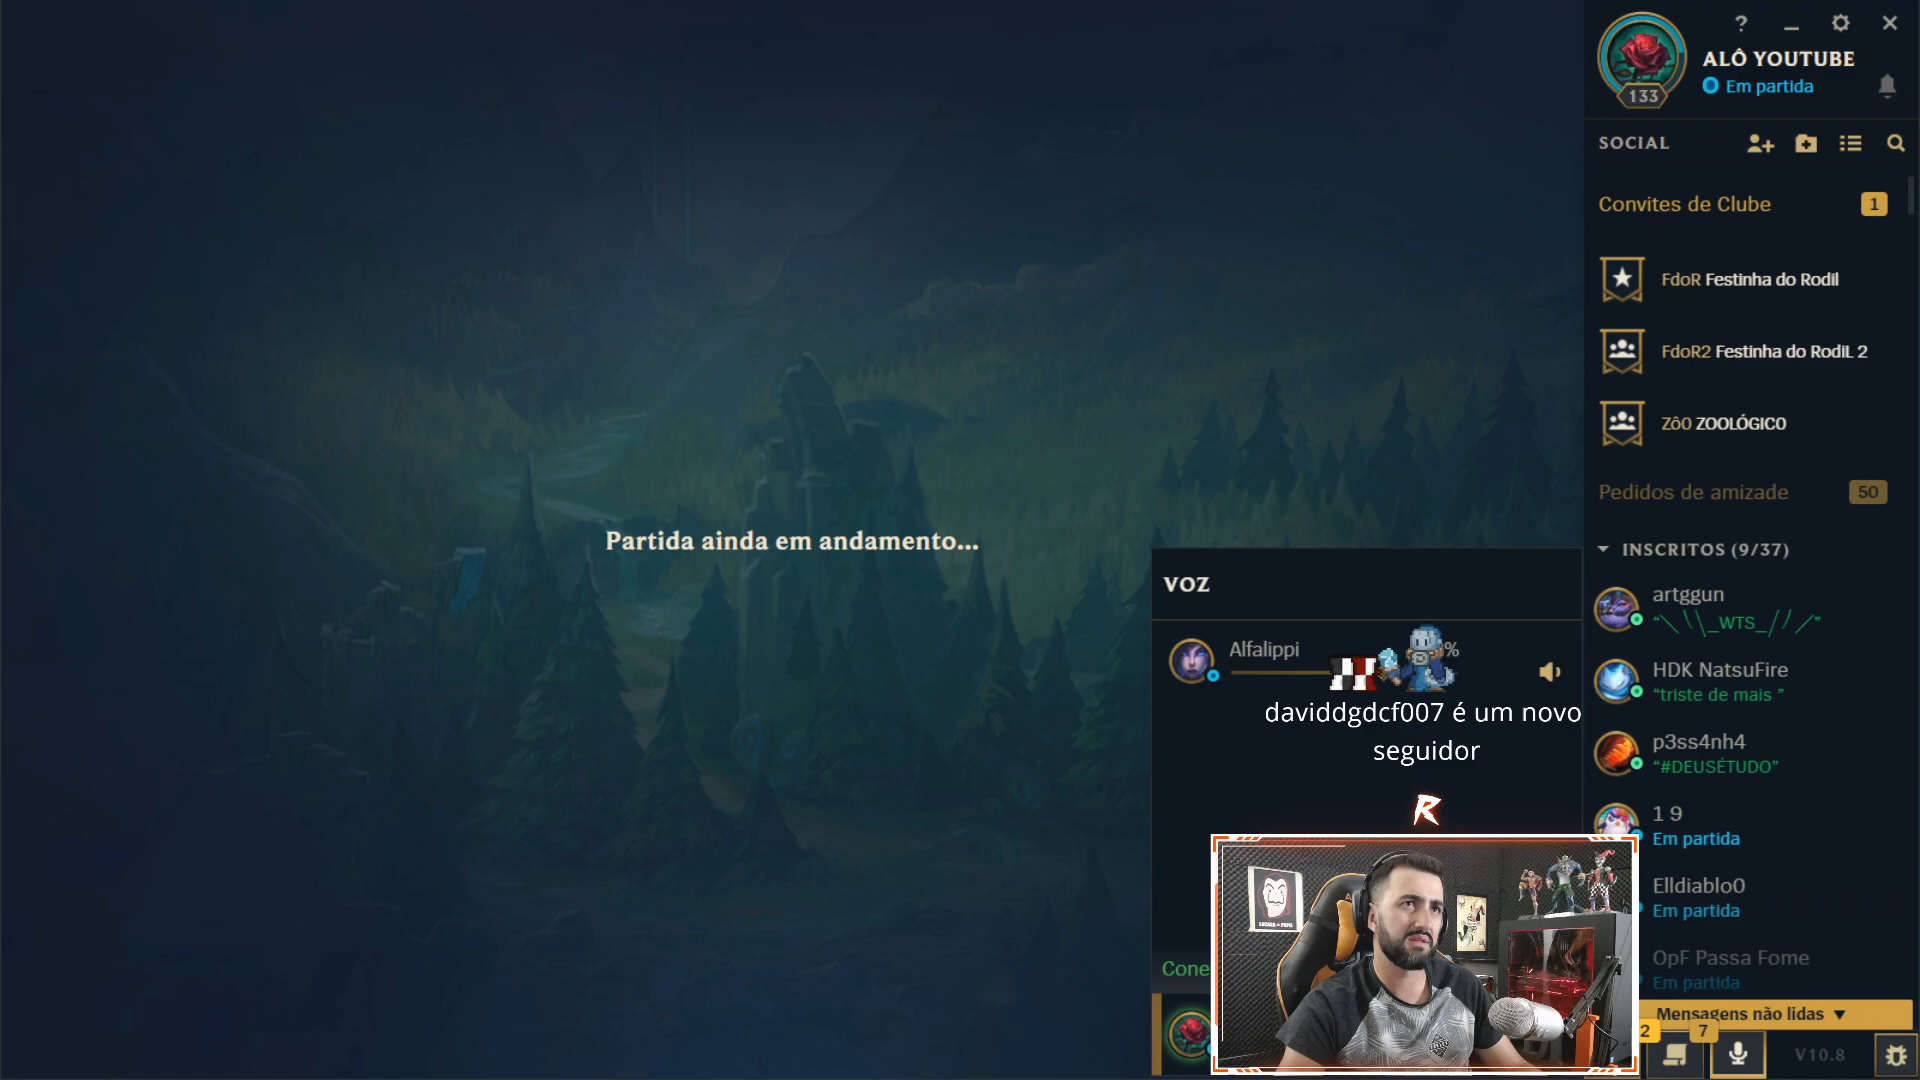 ALÔ YOUTUBE
Em partida
133
SOCIAL
Convites de Clube
1
FdoR Festinha do Rodil
FdoR2 Festinha do RodiL 2
Zô0 ZOOLÓGICO
Pedidos de amizade
50
INSCRITOS (9/37)
artggun
“＼╲╲_WTS_╱╱／”
HDK NatsuFire
“triste de mais ”
p3ss4nh4
“#DEUSÉTUDO”
1 9
Em partida
Elldiablo0
Em partida
OpF Passa Fome
Em partida
Mensagens não lidas ▼
2
7
V10.8
Partida ainda em andamento...
VOZ
Alfalippi
%
daviddgdcf007 é um novo
seguidor
R
Cone